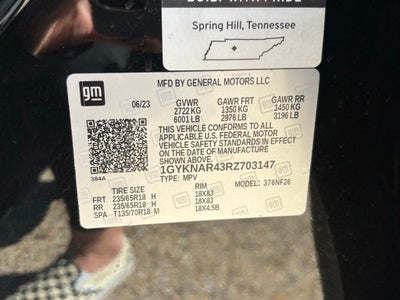 Spring Hill, Tennessee
gm
MFD BY GENERAL MOTORS LLC
06/23 GVWR GAWR FRT GAWR RR
2722 KG 1350 KG 1450 KG
6001 LB 2976 LB 3196 LB
THIS VEHICLE CONFORMS TO ALL
APPLICABLE U.S. FEDERAL MOTOR
VEHICLE SAFETY STANDARDS IN EFFECT
ON THE DATE OF MANUFACTURE
SHOWN ABOVE.
1GYKNAR43RZ703147
384A TYPE: MPV
TIRE SIZE RIM MODEL: 376NF26
FRT 235/65R18 H 18X8J
RR 235/65R18 H 18X8J
SPA T135/70R18 M 18X4.5B